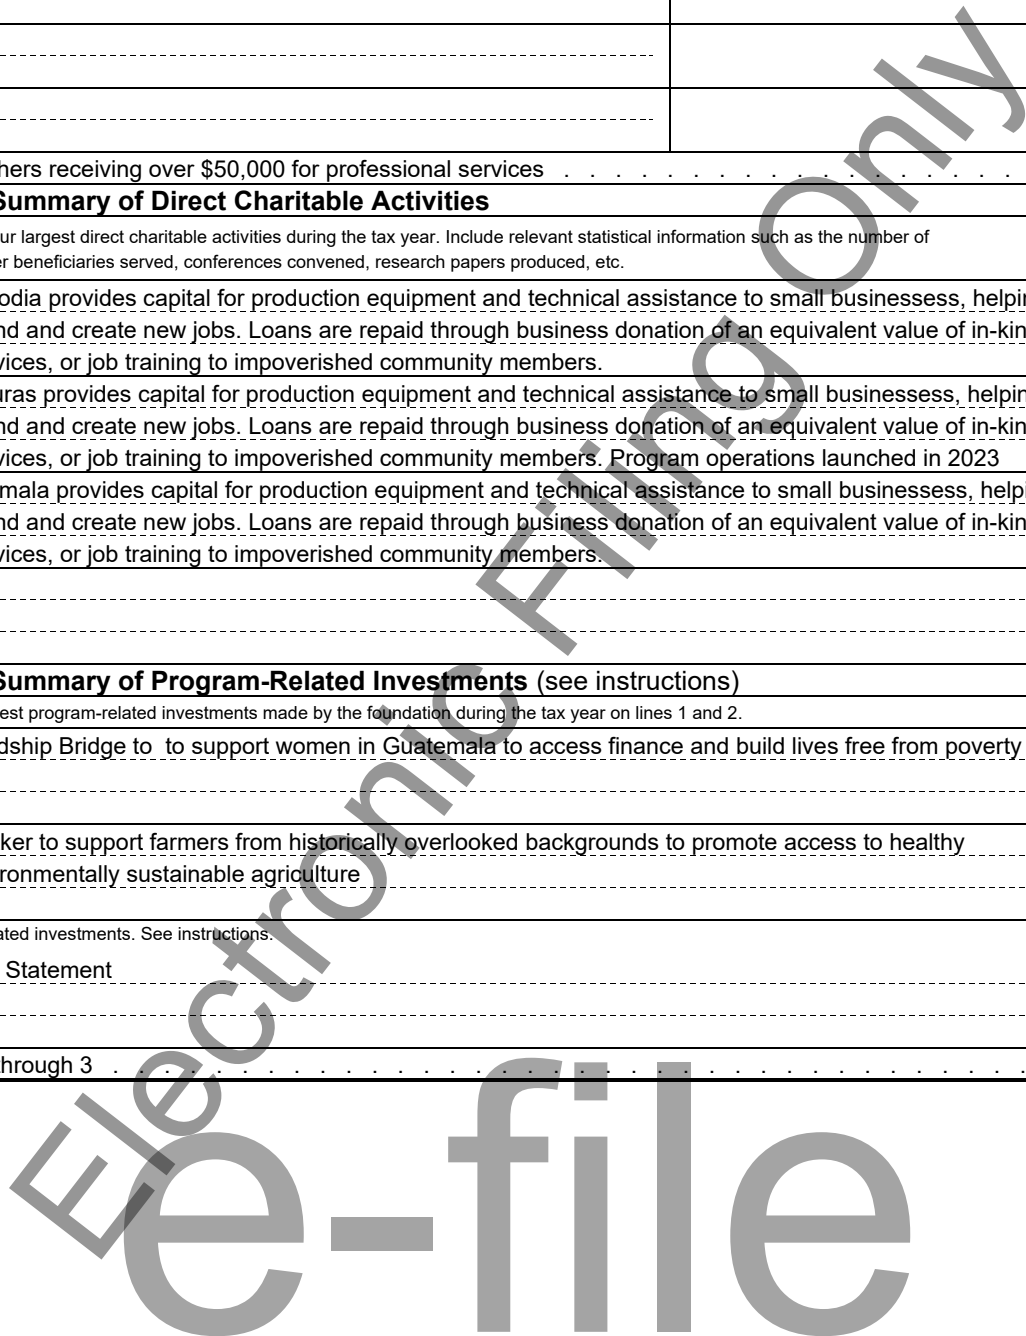 hers receiving over $50,000 for professional services . . . . . . . . . . . . . . . . . .
Summary of Direct Charitable Activities
ur largest direct charitable activities during the tax year. Include relevant statistical information such as the number of
er beneficiaries served, conferences convened, research papers produced, etc.
odia provides capital for production equipment and technical assistance to small businessess, helpin
nd and create new jobs. Loans are repaid through business donation of an equivalent value of in-kin
vices, or job training to impoverished community members.
uras provides capital for production equipment and technical assistance to small businessess, helpin
nd and create new jobs. Loans are repaid through business donation of an equivalent value of in-kin
vices, or job training to impoverished community members. Program operations launched in 2023
mala provides capital for production equipment and technical assistance to small businessess, helpi
nd and create new jobs. Loans are repaid through business donation of an equivalent value of in-kin
vices, or job training to impoverished community members.
Summary of Program-Related Investments (see instructions)
est program-related investments made by the foundation during the tax year on lines 1 and 2.
dship Bridge to  to support women in Guatemala to access finance and build lives free from poverty
ker to support farmers from historically overlooked backgrounds to promote access to healthy
ronmentally sustainable agriculture
ated investments. See instructions.
Statement
through 3 . . . . . . . . . . . . . . . . . . . . . . . . . . . . . . . . . . . .
Electronic Filing Only
e-file